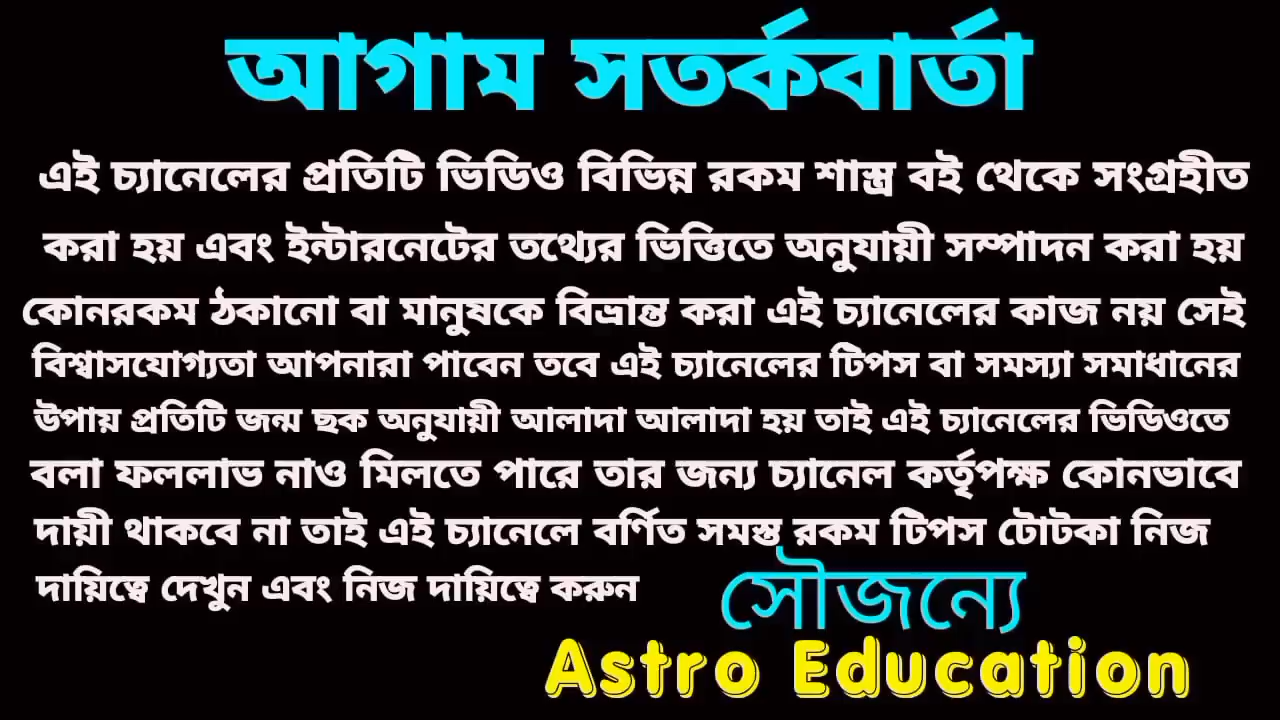 আগাম সতর্কবার্তা
এই চ্যানেলের প্রতিটি ভিডিও বিভিন্ন রকম শাস্ত্র বই থেকে সংগ্রহীত
করা হয় এবং ইন্টারনেটের তথ্যের ভিত্তিতে অনুযায়ী সম্পাদন করা হয়
কোনরকম ঠকানো বা মানুষকে বিভ্রান্ত করা এই চ্যানেলের কাজ নয় সেই
বিশ্বাসযোগ্যতা আপনারা পাবেন তবে এই চ্যানেলের টিপস বা সমস্যা সমাধানের
উপায় প্রতিটি জন্ম ছক অনুযায়ী আলাদা আলাদা হয় তাই এই চ্যানেলের ভিডিওতে
বলা ফললাভ নাও মিলতে পারে তার জন্য চ্যানেল কর্তৃপক্ষ কোনভাবে
দায়ী থাকবে না তাই এই চ্যানেলে বর্ণিত সমস্ত রকম টিপস টোটকা নিজ
দায়িত্বে দেখুন এবং নিজ দায়িত্বে করুন
সৌজন্যে
Astro Education